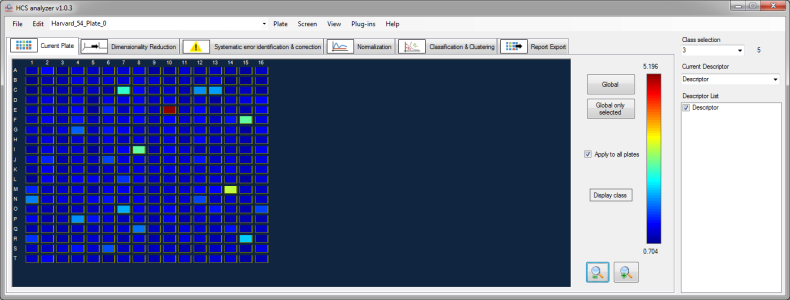 HCS analyzer v1.0.3
File Edit Harvard_54_Plate_0 Plate Screen View Plug-ins Help
Current Plate Dimensionality Reduction Systematic error identification & correction Normalization Classification & Clustering Report Export
Class selection
3 5
Current Descriptor
Descriptor
Descriptor List
Descriptor
1 2 3 4 5 6 7 8 9 10 11 12 13 14 15 16
A
B
C
D
E
F
G
H
I
J
K
L
M
N
O
P
Q
R
S
T
Global
Global only
selected
Apply to all plates
Display class
5.196
0.704